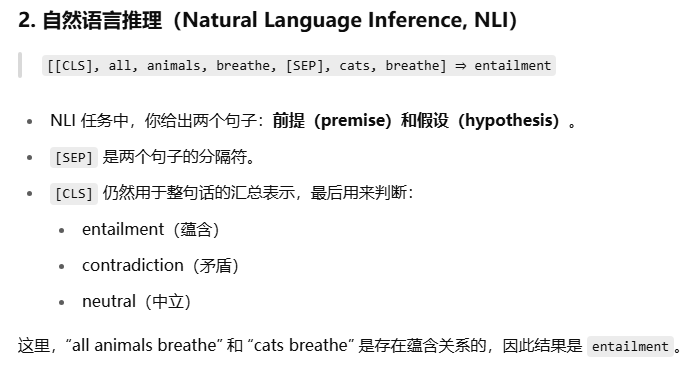 2. 自然语言推理（Natural Language Inference, NLI）
[[CLS], all, animals, breathe, [SEP], cats, breathe] ⇒ entailment
• NLI 任务中，你给出两个句子：前提（premise）和假设（hypothesis）。
• [SEP] 是两个句子的分隔符。
• [CLS] 仍然用于整句话的汇总表示，最后用来判断：
• entailment（蕴含）
• contradiction（矛盾）
• neutral（中立）
这里，“all animals breathe” 和 “cats breathe” 是存在蕴含关系的，因此结果是 entailment。